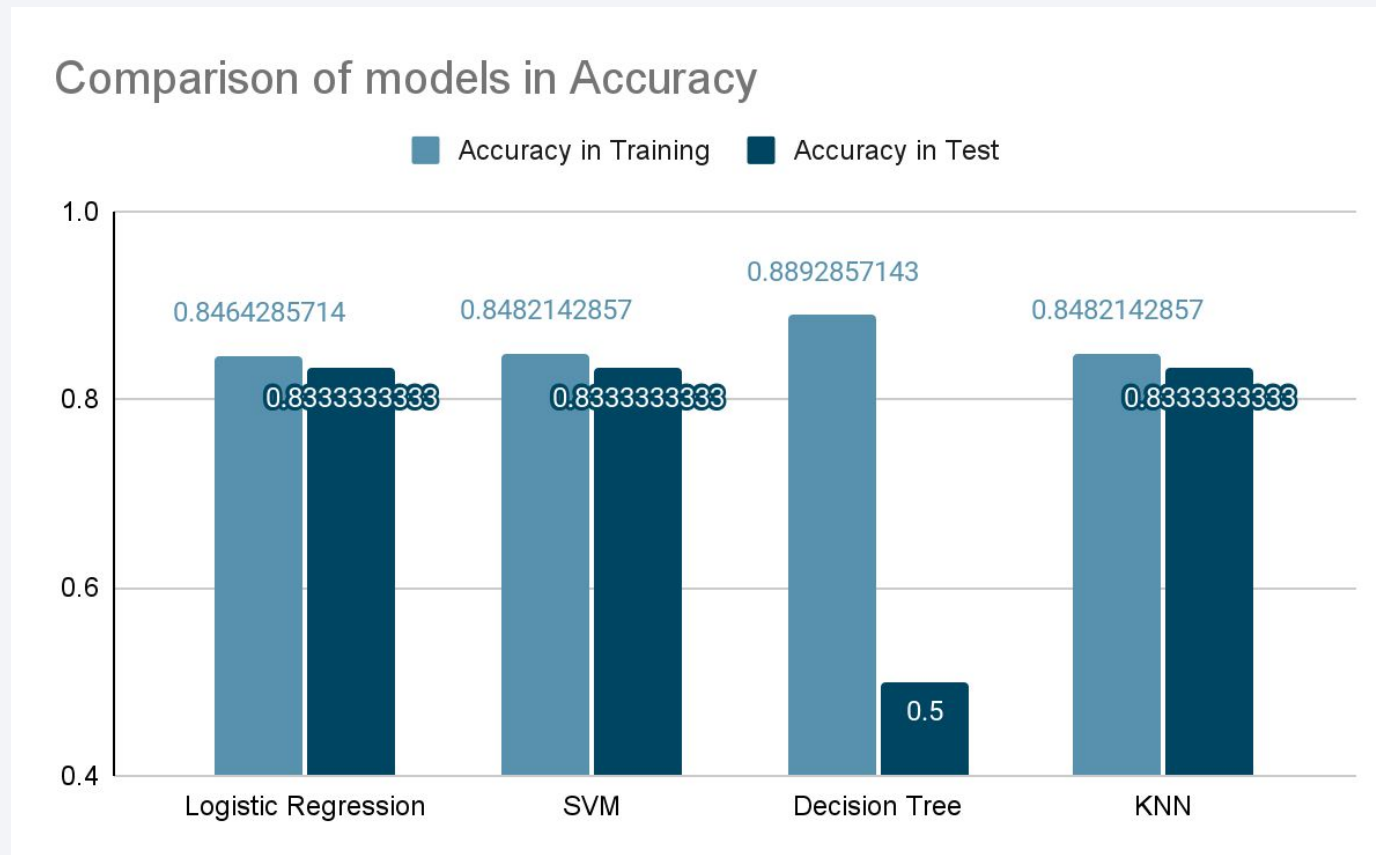 Comparison of models in Accuracy
Accuracy in Training Accuracy in Test
1.0
0.8892857143
0.8464285714 0.8482142857 0.8482142857
0.8333333333 0.8333333333 0.8333333333
0.8
0.6
0.5
0.4
Logistic Regression SVM Decision Tree KNN